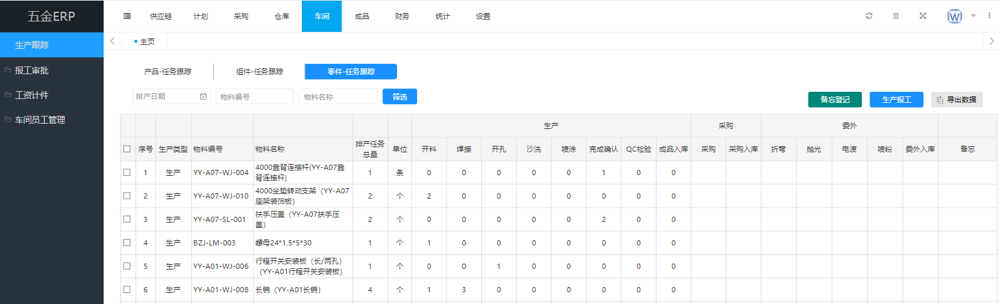 五金ERP
供应链 计划 采购 仓库 车间 成品 财务 统计 设置
W
生产跟踪
报工审批
工资计件
车间员工管理
主页
产品-任务跟踪 组件-任务跟踪 零件-任务跟踪
排产日期 物料编号 物料名称 筛选
备忘登记 生产报工 导出数据
生产 采购 委外
序号 生产类型 物料编号 物料名称 排产任务 单位 开料 焊接 开孔 沙洗 喷涂 完成确认 QC检验 成品入库 采购 采购入库 折弯 抛光 电渡 喷粉 委外入库 备忘
总量
1 生产 YY-A07-WJ-004 4000靠背连接杆(YY-A07靠 1 条 0 0 0 0 0 1 0 0
背连接杆)
2 生产 YY-A07-WJ-010 4000坐垫转动支架（YY-A07 2 个 2 0 0 0 0 0 0 0
座架装饰板）
3 生产 YY-A07-SL-001 扶手压盖（YY-A07扶手压 2 个 0 0 0 0 0 2 0 0
盖）
4 生产 BZJ-LM-003 螺母24*1.5*5*30 1 个 1 0 0 0 0 0 0 0
5 生产 YY-A01-WJ-006 行程开关安装板（长/两孔） 1 个 0 0 1 0 0 0 0 0
（YY-A01行程开关安装板）
6 生产 YY-A01-WJ-008 长销（YY-A01长销） 4 个 1 3 0 0 0 0 0 0